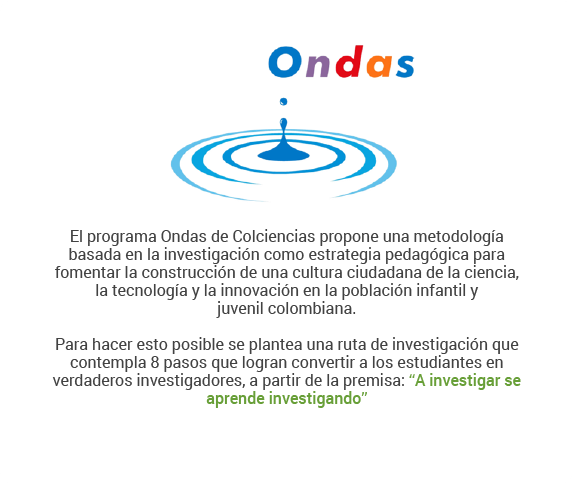 Ondas
El programa Ondas de Colciencias propone una metodología
basada en la investigación como estrategia pedagógica para
fomentar la construcción de una cultura ciudadana de la ciencia,
la tecnología y la innovación en la población infantil y
juvenil colombiana.
Para hacer esto posible se plantea una ruta de investigación que
contempla 8 pasos que logran convertir a los estudiantes en
verdaderos investigadores, a partir de la premisa: “A investigar se
aprende investigando”